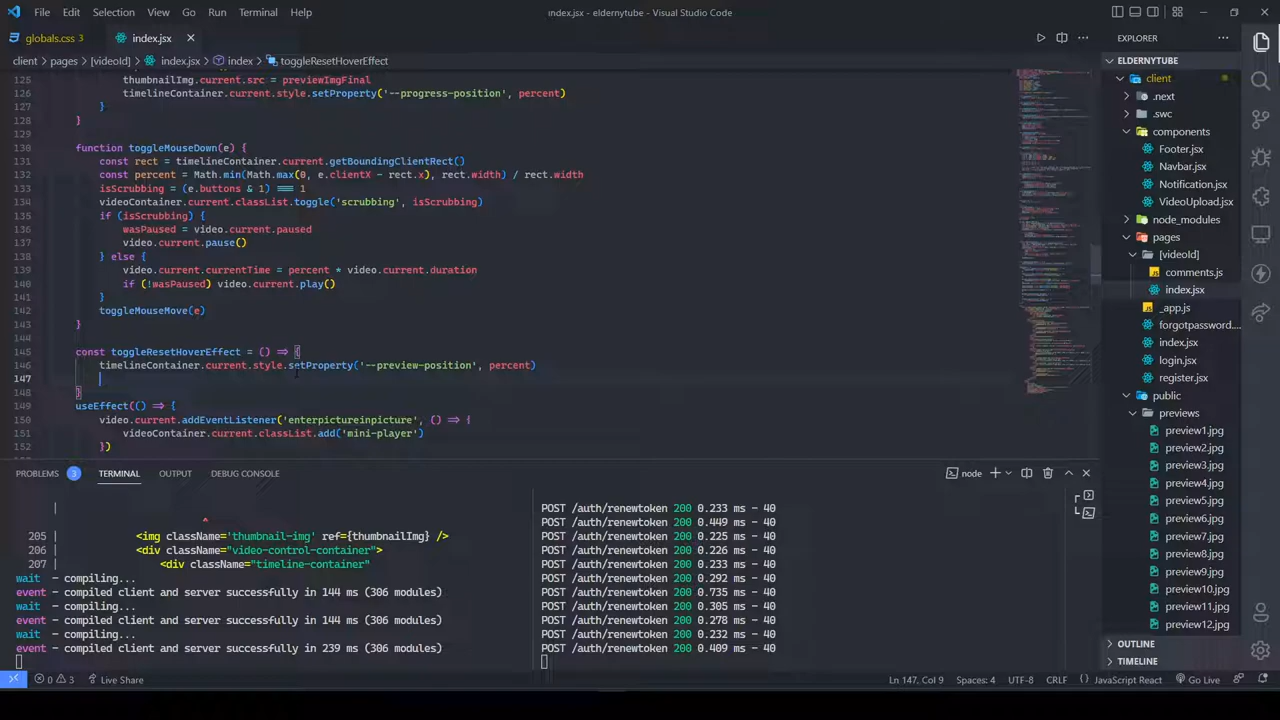 File Edit Selection View Go Run Terminal Help
index.jsx - eldernytube - Visual Studio Code
globals.css 3 index.jsx
client > pages > [videoId] > index.jsx > index > toggleResetHoverEffect
125 thumbnailImg.current.src = previewImgFinal
126 timelineContainer.current.style.setProperty('--progress-position', percent)
127 }
128 }
129
130 function toggleMouseDown(e) {
131 const rect = timelineContainer.current.getBoundingClientRect()
132 const percent = Math.min(Math.max(0, e.clientX - rect.x), rect.width) / rect.width
133 isScrubbing = (e.buttons & 1) === 1
134 videoContainer.current.classList.toggle('scrubbing', isScrubbing)
135 if (isScrubbing) {
136 wasPaused = video.current.paused
137 video.current.pause()
138 } else {
139 video.current.currentTime = percent * video.current.duration
140 if (!wasPaused) video.current.play()
141 }
142 toggleMouseMove(e)
143 }
144
145 const toggleResetHoverEffect = () => {
146 timelineContainer.current.style.setProperty('--preview-position', percent)
147
148 }
149 useEffect(() => {
150 video.current.addEventListener('enterpictureinpicture', () => {
151 videoContainer.current.classList.add('mini-player')
152 })
PROBLEMS 3 TERMINAL OUTPUT DEBUG CONSOLE
node
|
^
205 | <img className='thumbnail-img' ref={thumbnailImg} />
206 | <div className="video-control-container">
207 | <div className="timeline-container"
wait - compiling...
event - compiled client and server successfully in 144 ms (306 modules)
wait - compiling...
event - compiled client and server successfully in 144 ms (306 modules)
wait - compiling...
event - compiled client and server successfully in 239 ms (306 modules)
POST /auth/renewtoken 200 0.233 ms - 40
POST /auth/renewtoken 200 0.449 ms - 40
POST /auth/renewtoken 200 0.225 ms - 40
POST /auth/renewtoken 200 0.226 ms - 40
POST /auth/renewtoken 200 0.233 ms - 40
POST /auth/renewtoken 200 0.292 ms - 40
POST /auth/renewtoken 200 0.735 ms - 40
POST /auth/renewtoken 200 0.305 ms - 40
POST /auth/renewtoken 200 0.278 ms - 40
POST /auth/renewtoken 200 0.232 ms - 40
POST /auth/renewtoken 200 0.409 ms - 40
EXPLORER
ELDERNYTUBE
client
.next
.swc
components
Footer.jsx
Navbar.jsx
Notification.jsx
VideoUpload.jsx
node_modules
pages
[videoId]
comments.js
index.jsx
_app.js
forgotpassword....
index.jsx
login.jsx
register.jsx
public
previews
preview1.jpg
preview2.jpg
preview3.jpg
preview4.jpg
preview5.jpg
preview6.jpg
preview7.jpg
preview8.jpg
preview9.jpg
preview10.jpg
preview11.jpg
preview12.jpg
OUTLINE
TIMELINE
0 3 Live Share
Ln 147, Col 9 Spaces: 4 UTF-8 CRLF { } JavaScript React Go Live